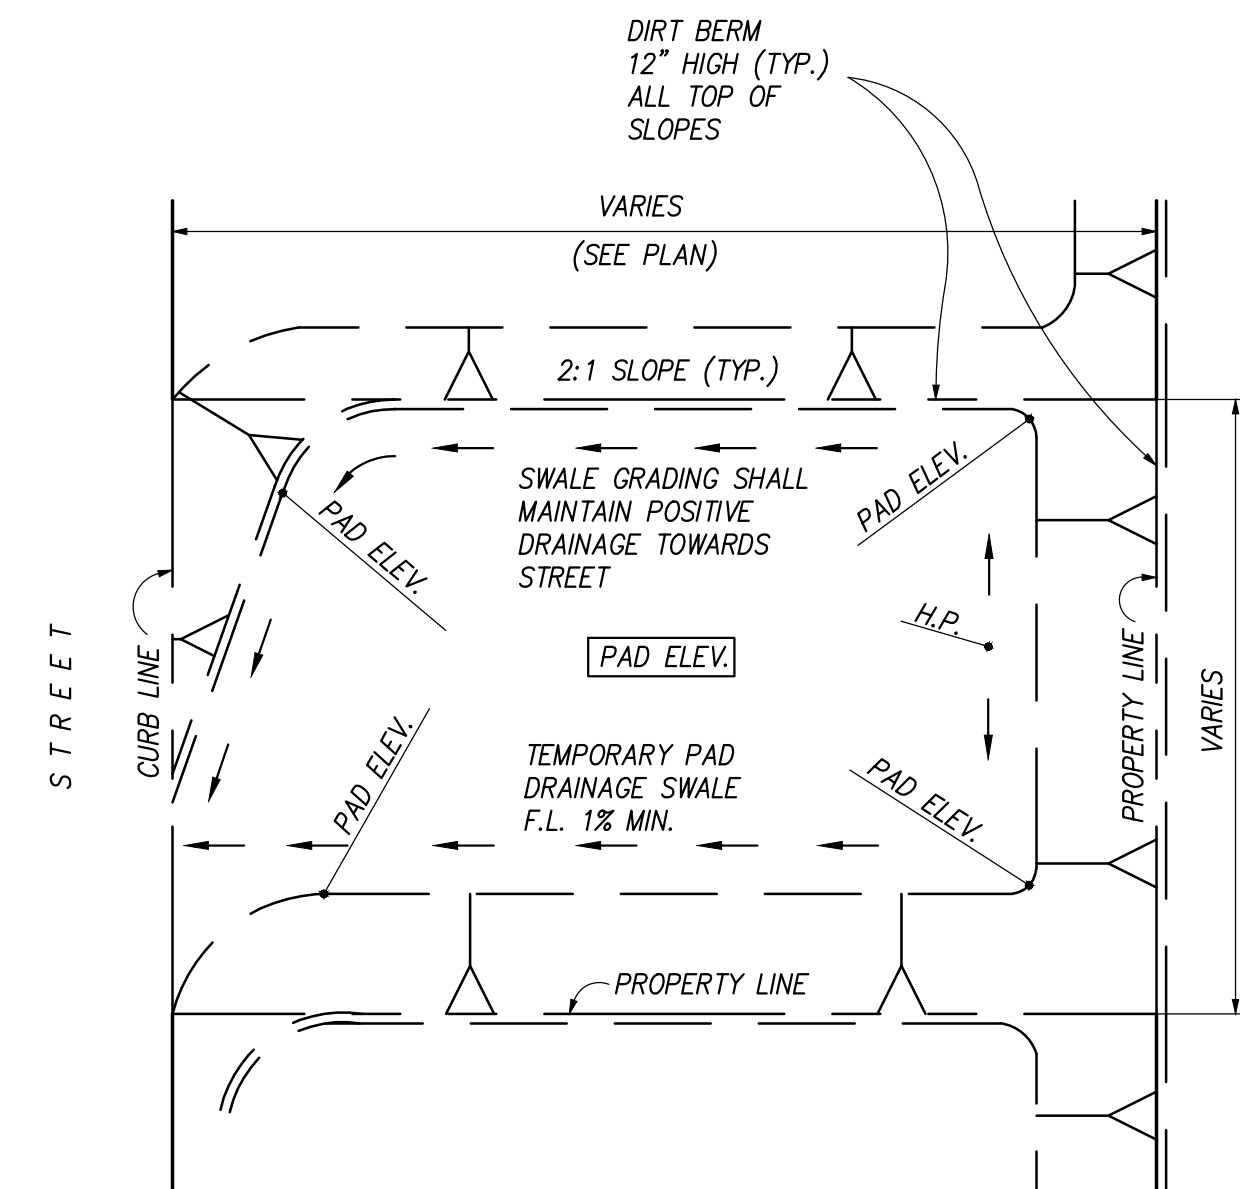 DIRT BERM
12" HIGH (TYP.)
ALL TOP OF
SLOPES
VARIES
(SEE PLAN)
2:1 SLOPE (TYP.)
SWALE GRADING SHALL
MAINTAIN POSITIVE
DRAINAGE TOWARDS
STREET
PAD ELEV.
PAD ELEV.
H.P.
PAD ELEV.
STREET
CURB LINE
PROPERTY LINE
VARIES
TEMPORARY PAD
DRAINAGE SWALE
F.L. 1% MIN.
PAD ELEV.
PAD ELEV.
PROPERTY LINE